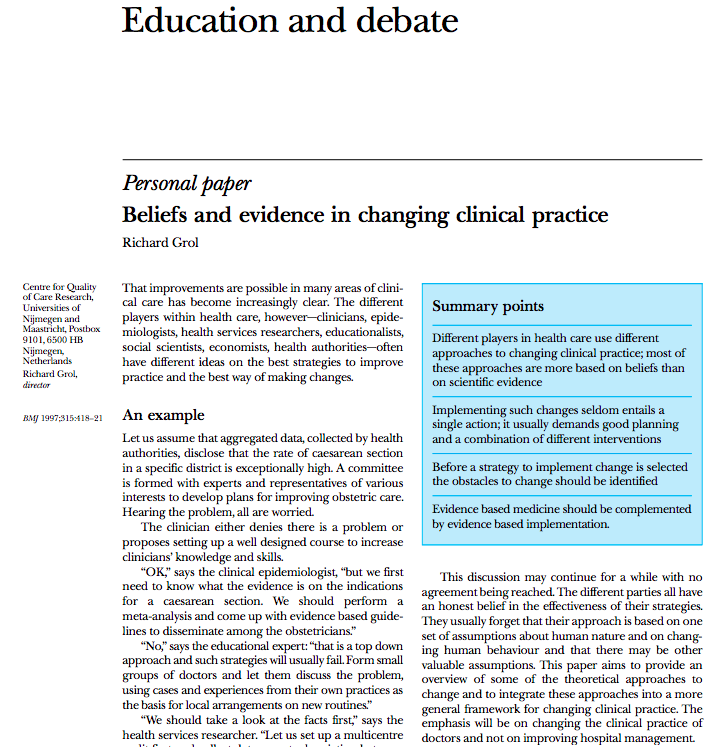 Education and debate
Personal paper
Beliefs and evidence in changing clinical practice
Richard Grol
Centre for Quality
of Care Research,
Universities of
Nijmegen and
Maastricht, Postbox
9101, 6500 HB
Nijmegen,
Netherlands
Richard Grol,
director
BMJ 1997;315:418–21
That improvements are possible in many areas of clini-
cal care has become increasingly clear. The different
players within health care, however—clinicians, epide-
miologists, health services researchers, educationalists,
social scientists, economists, health authorities—often
have different ideas on the best strategies to improve
practice and the best way of making changes.
An example
Let us assume that aggregated data, collected by health
authorities, disclose that the rate of caesarean section
in a specific district is exceptionally high. A committee
is formed with experts and representatives of various
interests to develop plans for improving obstetric care.
Hearing the problem, all are worried.
The clinician either denies there is a problem or
proposes setting up a well designed course to increase
clinicians’ knowledge and skills.
“OK,” says the clinical epidemiologist, “but we first
need to know what the evidence is on the indications
for a caesarean section. We should perform a
meta-analysis and come up with evidence based guide-
lines to disseminate among the obstetricians.”
“No,” says the educational expert: “that is a top down
approach and such strategies will usually fail. Form small
groups of doctors and let them discuss the problem,
using cases and experiences from their own practices as
the basis for local arrangements on new routines.”
“We should take a look at the facts first,” says the
health services researcher. “Let us set up a multicentre
Summary points
Different players in health care use different
approaches to changing clinical practice; most of
these approaches are more based on beliefs than
on scientific evidence
Implementing such changes seldom entails a
single action; it usually demands good planning
and a combination of different interventions
Before a strategy to implement change is selected
the obstacles to change should be identified
Evidence based medicine should be complemented
by evidence based implementation.
This discussion may continue for a while with no
agreement being reached. The different parties all have
an honest belief in the effectiveness of their strategies.
They usually forget that their approach is based on one
set of assumptions about human nature and on chang-
ing human behaviour and that there may be other
valuable assumptions. This paper aims to provide an
overview of some of the theoretical approaches to
change and to integrate these approaches into a more
general framework for changing clinical practice. The
emphasis will be on changing the clinical practice of
doctors and not on improving hospital management.